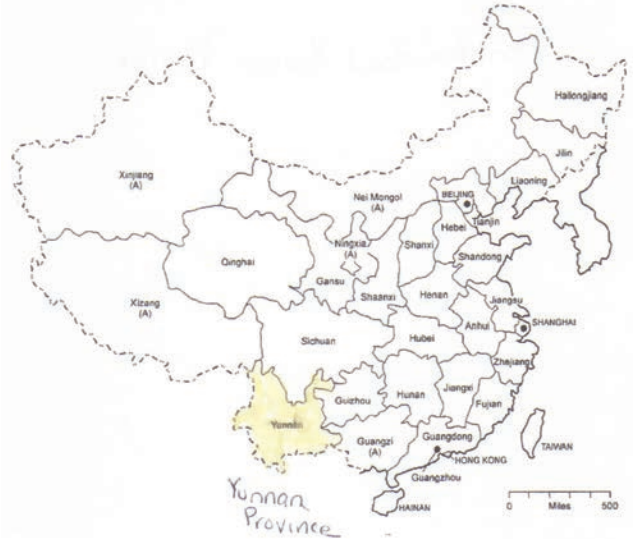 Hailongjiang
Jilin
Liaoning
Xinjiang
(A)
Nei Mongol
(A)
BEIJING
Tianjin
Hebei
Ningxia
(A)
Shanxi
Shandong
Qinghai
Gansu
Xizang
(A)
Shaanxi
Henan
Jiangsu
SHANGHAI
Anhui
Sichuan
Hubei
Zhejiang
Guizhou
Hunan
Jiangxi
Fujian
Yunnan
Guangzi
(A)
Guangdong
TAIWAN
HONG KONG
Guangzhou
HAINAN
0 Miles 500
Yunnan
Province